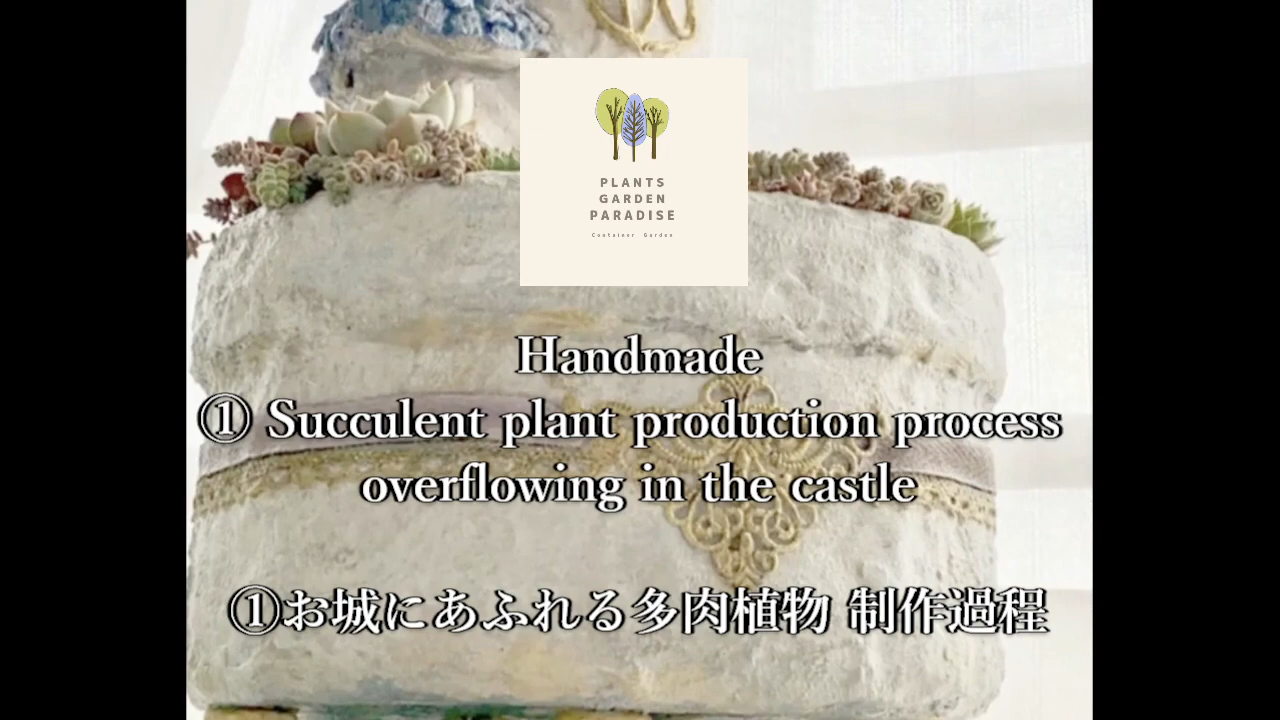 PLANTS
GARDEN
PARADISE
Container Garden
Handmade
① Succulent plant production process
overflowing in the castle
①お城にあふれる多肉植物 制作過程